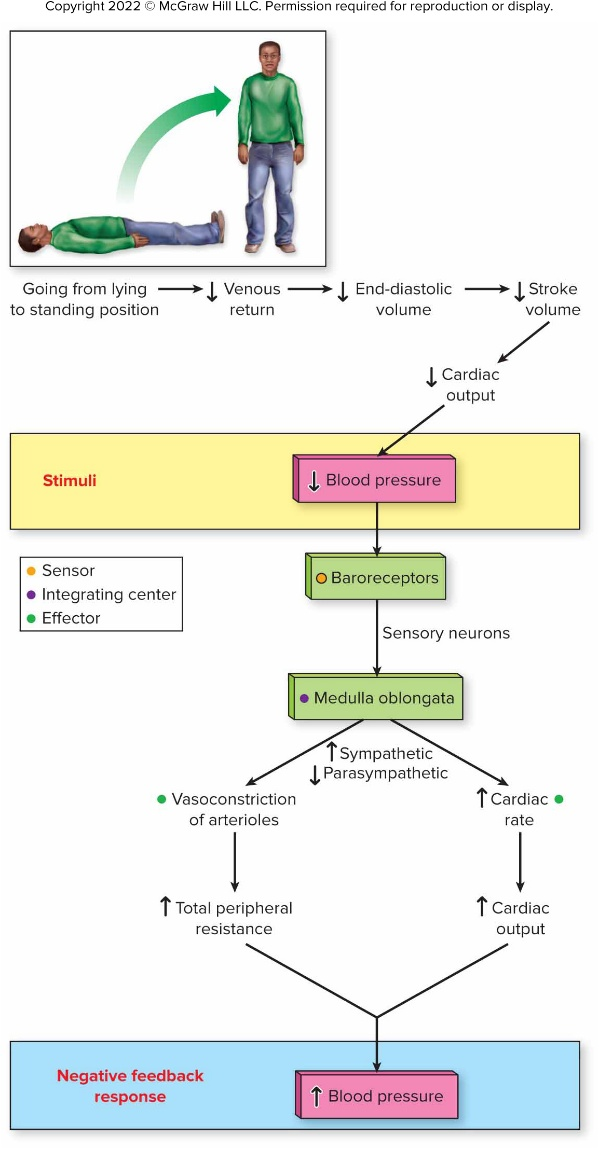 Copyright 2022 © McGraw Hill LLC. Permission required for reproduction or display.
Going from lying
to standing position
↓ Venous
return
↓ End-diastolic
volume
↓ Stroke
volume
↓ Cardiac
output
Stimuli
↓ Blood pressure
Sensor
Integrating center
Effector
Baroreceptors
Sensory neurons
Medulla oblongata
↑ Sympathetic
↓ Parasympathetic
Vasoconstriction
of arterioles
↑ Cardiac
rate
↑ Total peripheral
resistance
↑ Cardiac
output
Negative feedback
response
↑ Blood pressure